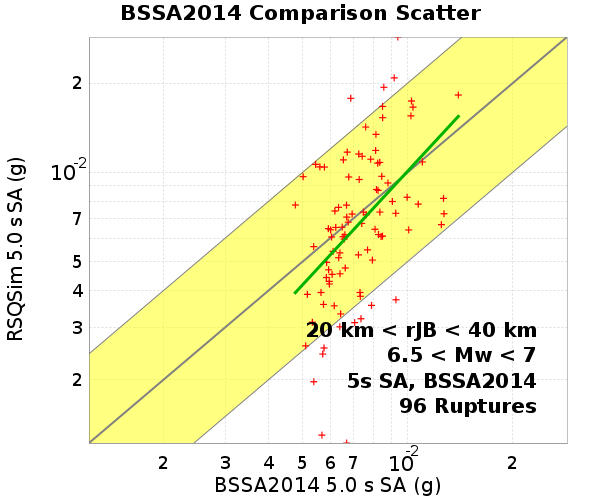 BSSA2014 Comparison Scatter
RSQSim 5.0 s SA (g)
2
10-2
7
5
4
3
2
20 km < rJB < 40 km
6.5 < Mw < 7
5s SA, BSSA2014
96 Ruptures
2 3 4 5 6 7 10-2 2
BSSA2014 5.0 s SA (g)